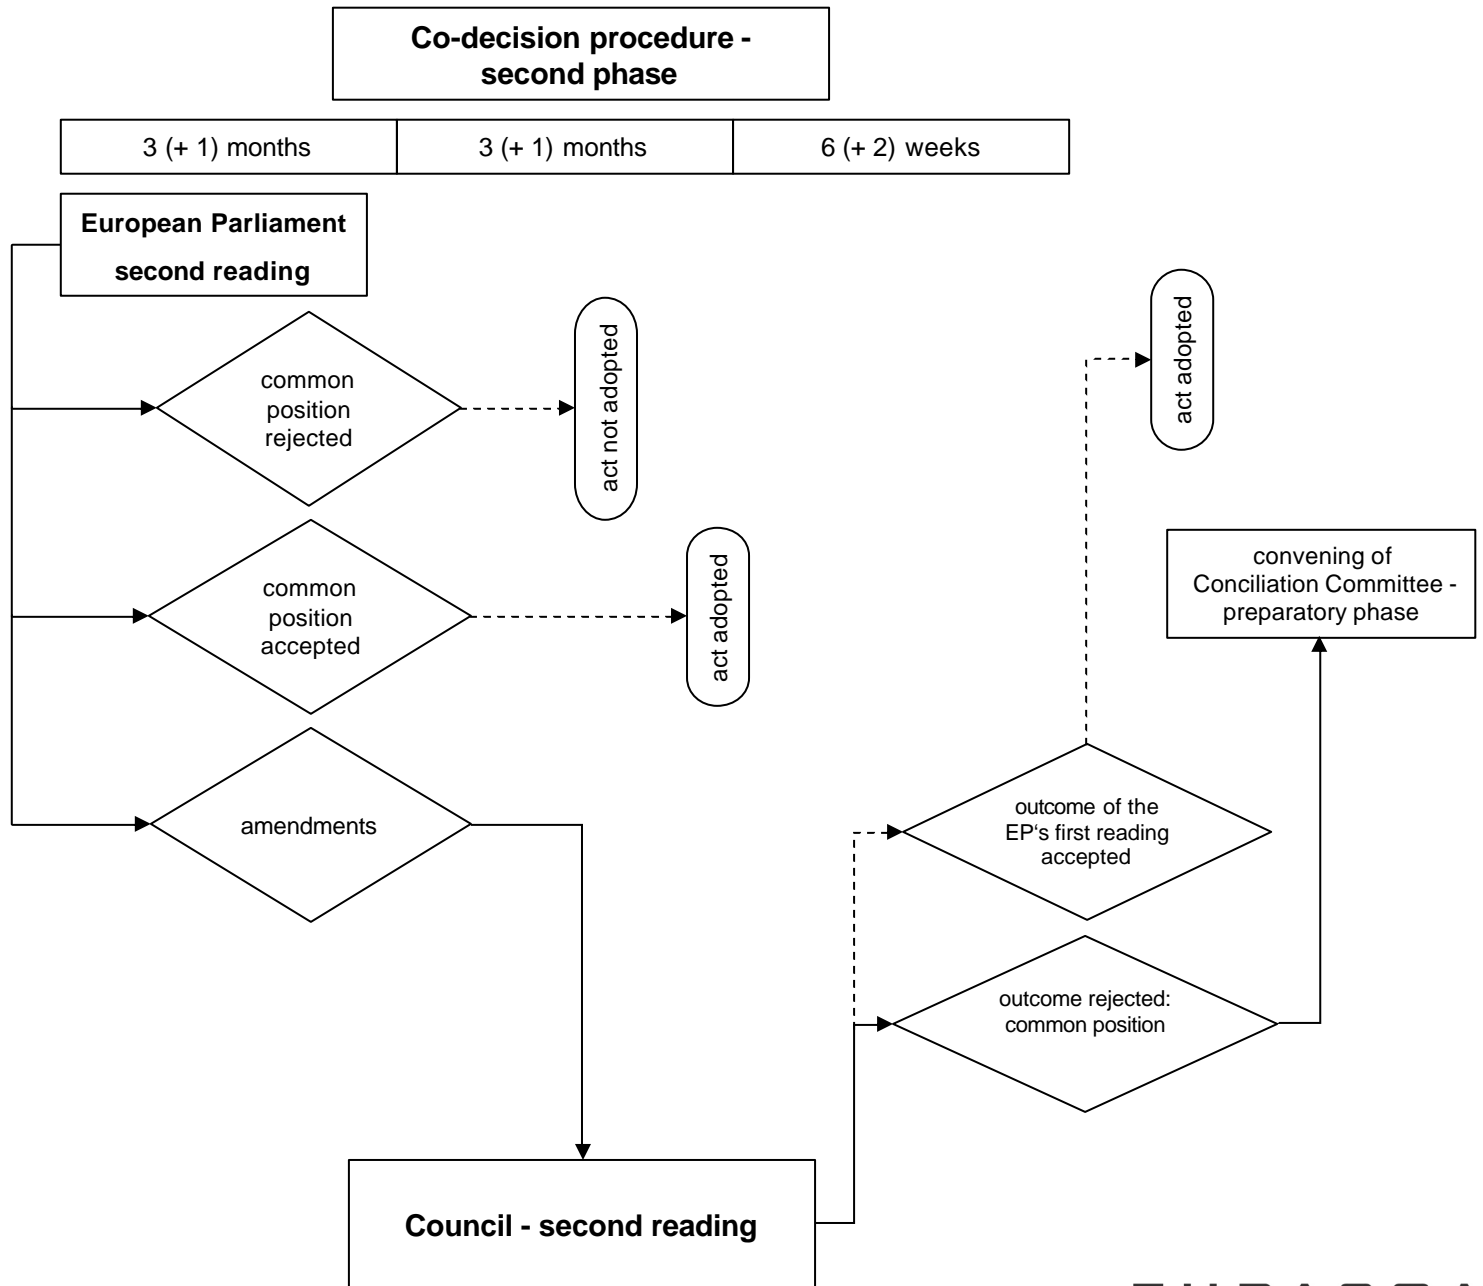 Co-decision procedure -
second phase
3 (+ 1) months
3 (+ 1) months
6 (+ 2) weeks
European Parliament
second reading
common
position
rejected
act not adopted
act adopted
common
position
accepted
act adopted
convening of
Conciliation Committee -
preparatory phase
amendments
outcome of the
EP‘s first reading
accepted
outcome rejected:
common position
Council - second reading